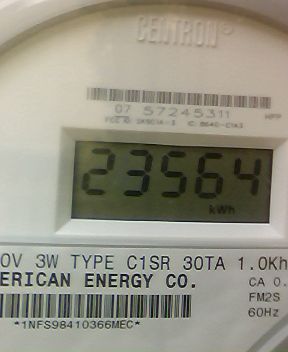 CENTRON®
07 57245311
23564
kWh
0V 3W TYPE C1SR 30TA 1.0Kh
ERICAN ENERGY CO.
CA 0.
FM2S
60Hz
*1NFS98410366MEC*